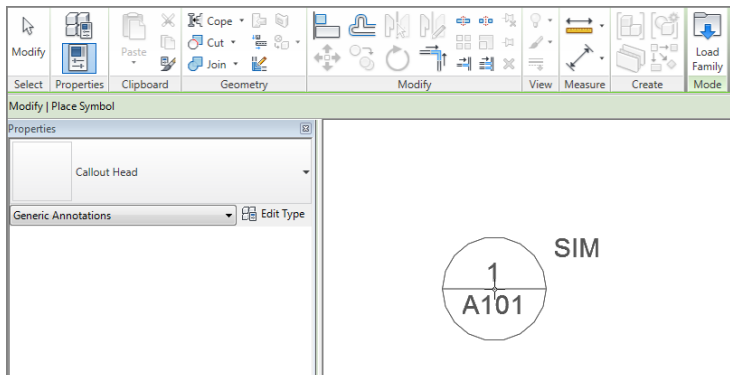 Modify
Paste
Cope
Cut
Join
Load
Family
Select Properties Clipboard Geometry Modify View Measure Create Mode
Modify | Place Symbol
Properties
Callout Head
Generic Annotations
Edit Type
SIM
1
A101